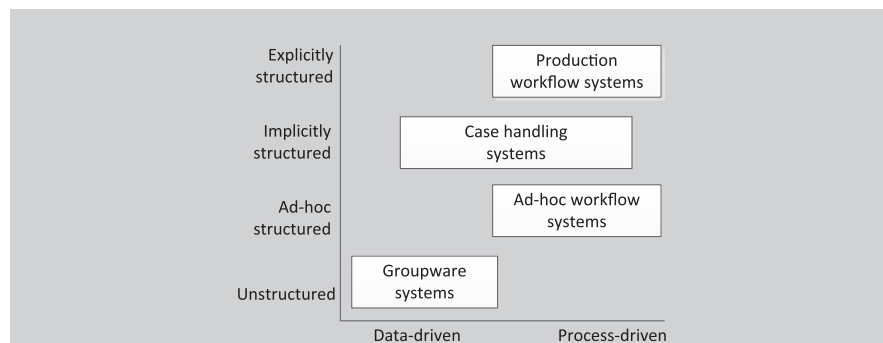 Explicitly
structured
Production
workflow systems
Implicitly
structured
Case handling
systems
Ad-hoc
structured
Ad-hoc workflow
systems
Unstructured
Groupware
systems
Data-driven
Process-driven